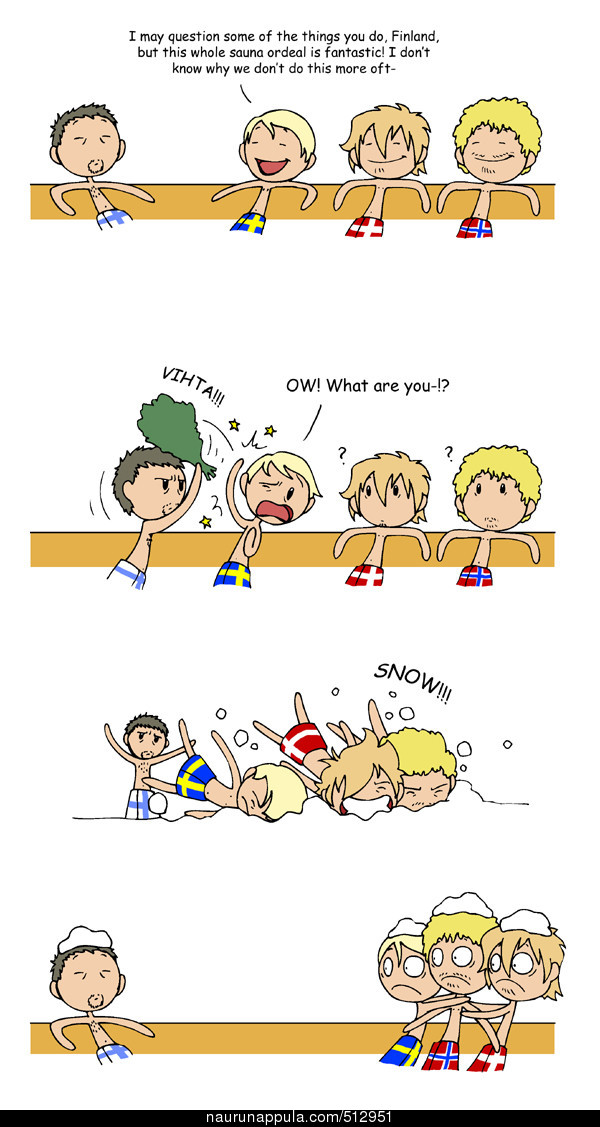 I may question some of the things you do, Finland,
but this whole sauna ordeal is fantastic! I don't
know why we don't do this more oft-
VIHTA!!!
OW! What are you-!?
?
?
SNOW!!!
naurunappula.com/512951